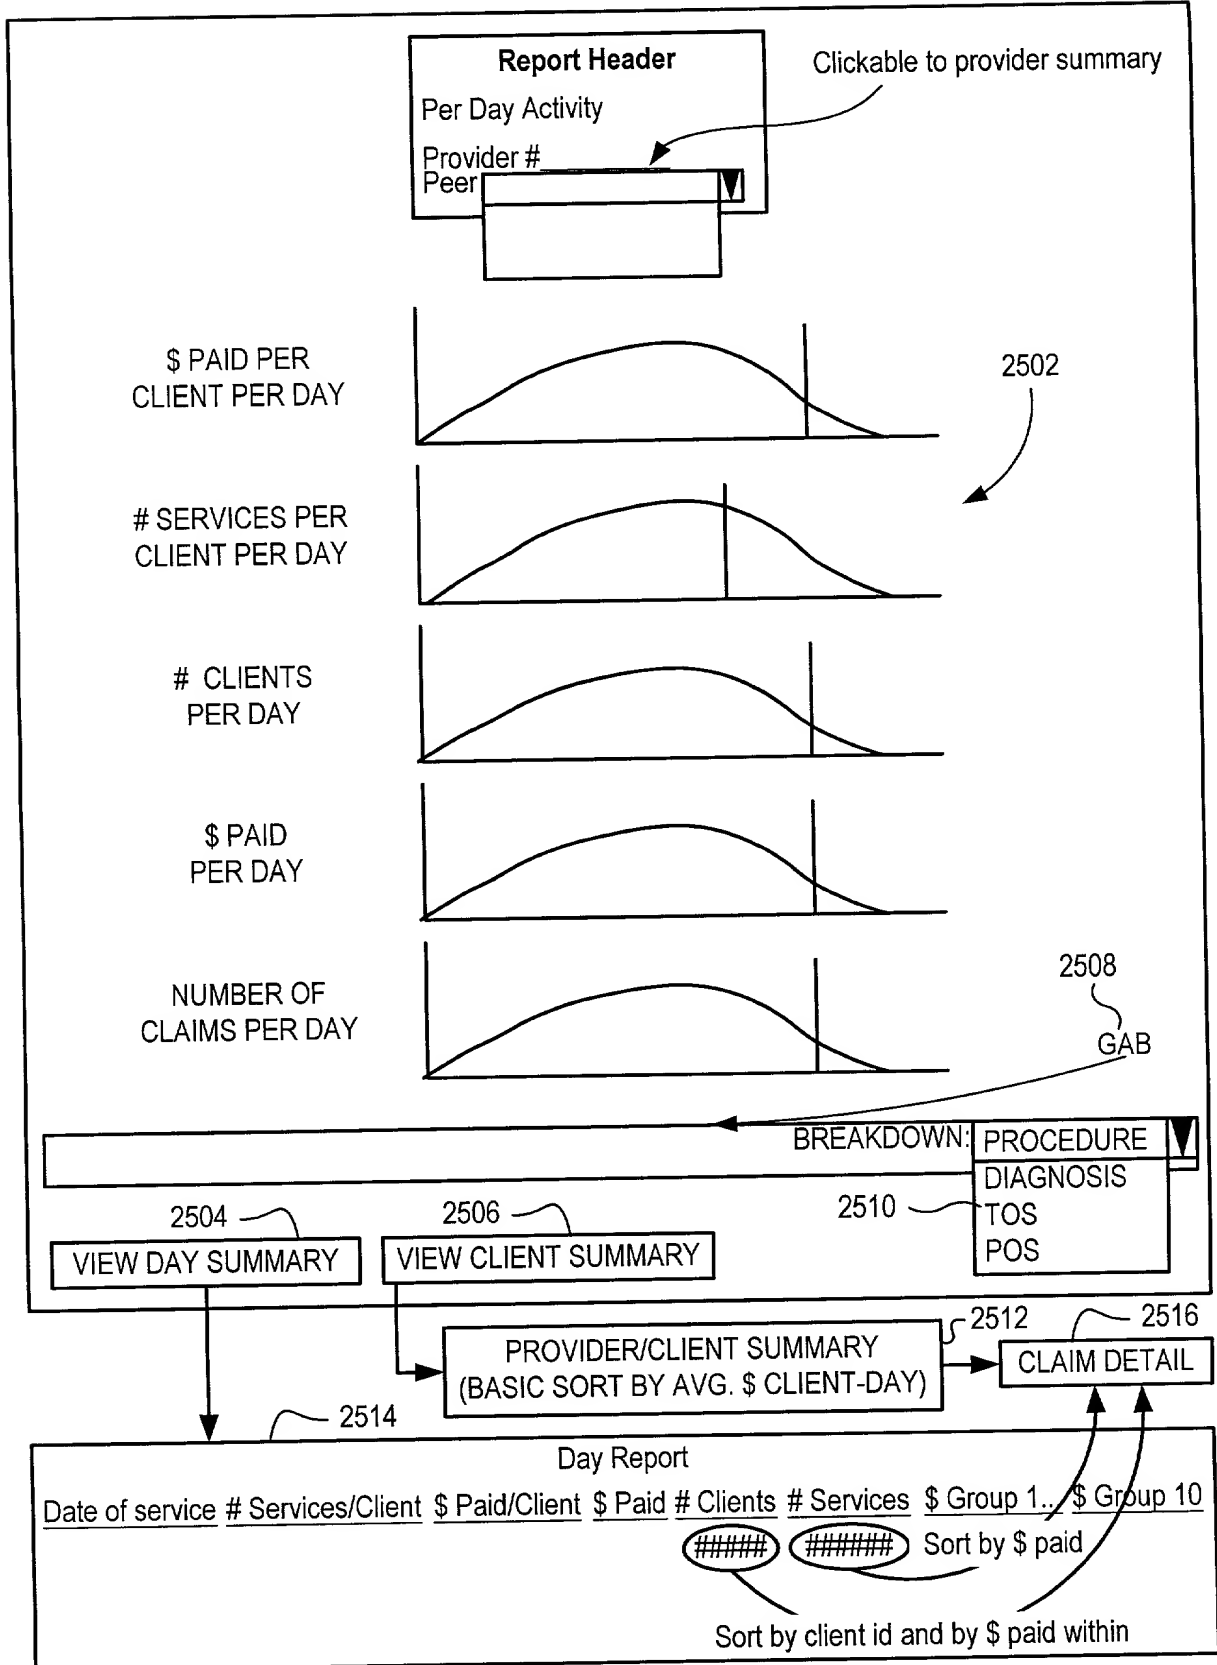 Report Header
Clickable to provider summary
Per Day Activity
Provider #
Peer
$ PAID PER
CLIENT PER DAY
2502
# SERVICES PER
CLIENT PER DAY
# CLIENTS
PER DAY
$ PAID
PER DAY
NUMBER OF
CLAIMS PER DAY
2508
GAB
BREAKDOWN: PROCEDURE
DIAGNOSIS
2510 TOS
POS
2504
2506
VIEW DAY SUMMARY
VIEW CLIENT SUMMARY
2512
2516
PROVIDER/CLIENT SUMMARY
(BASIC SORT BY AVG. $ CLIENT-DAY)
CLAIM DETAIL
2514
Day Report
Date of service # Services/Client $ Paid/Client $ Paid # Clients # Services $ Group 1.. $ Group 10
##### ###### Sort by $ paid
Sort by client id and by $ paid within